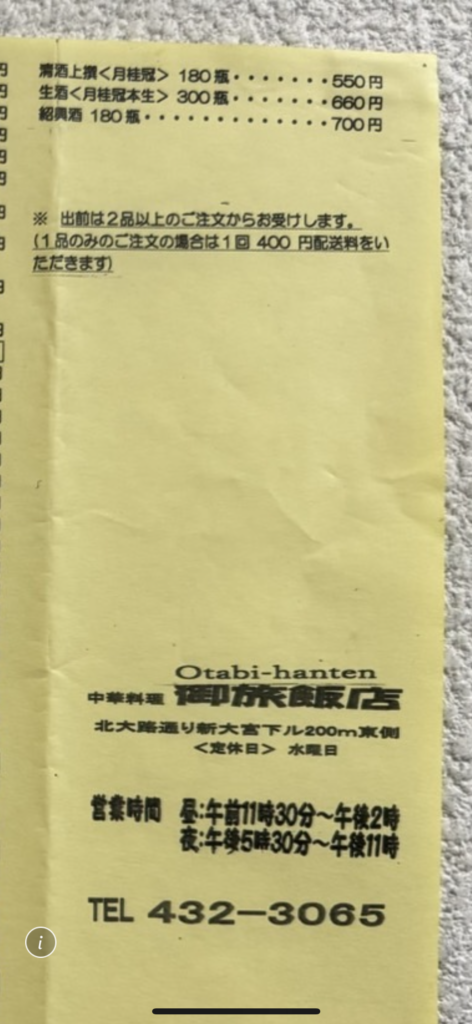 清酒上撰<月桂冠> 180瓶・・・・・・・550円
生酒<月桂冠本生> 300瓶・・・・・・・660円
紹興酒 180瓶・・・・・・・・・・・・・700円
※ 出前は2品以上のご注文からお受けします。
(1品のみのご注文の場合は1回 400 円配送料をい
ただきます)
Otabi-hanten
中華料理 御旅飯店
北大路通り新大宮下ル200m東側
<定休日> 水曜日
営業時間 昼:午前11時30分~午後2時
夜:午後5時30分~午後11時
TEL 432-3065